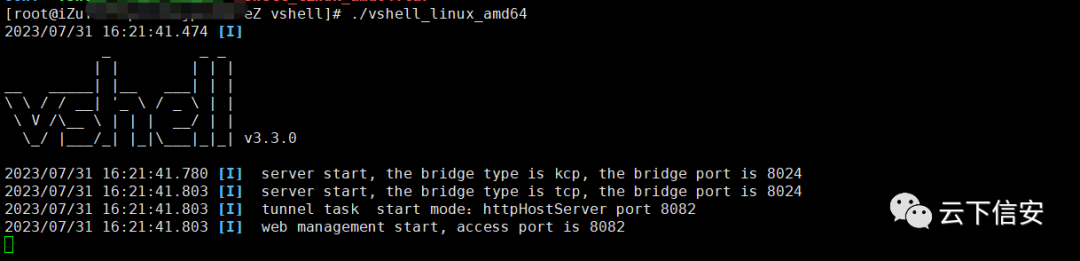 [root@iZu eZ vshell]# ./vshell_linux_amd64
2023/07/31 16:21:41.474 [I]
vshell v3.3.0
2023/07/31 16:21:41.780 [I]  server start, the bridge type is kcp, the bridge port is 8024
2023/07/31 16:21:41.803 [I]  server start, the bridge type is tcp, the bridge port is 8024
2023/07/31 16:21:41.803 [I]  tunnel task  start mode：httpHostServer port 8082
2023/07/31 16:21:41.803 [I]  web management start, access port is 8082
云下信安